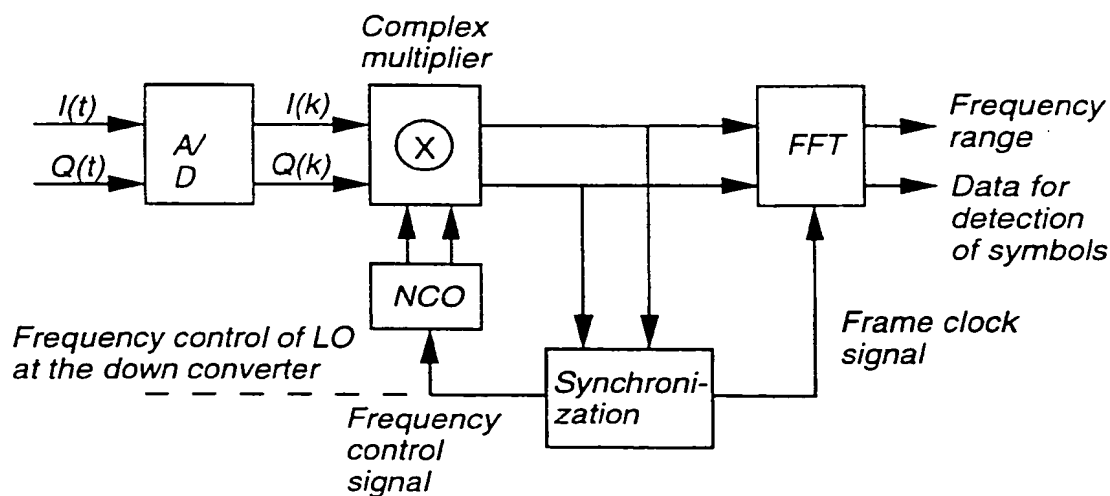 Complex
multiplier
I(t)
Q(t)
A/
D
I(k)
Q(k)
X
FFT
Frequency
range
Data for
detection
of symbols
NCO
Frequency control of LO
at the down converter
Frequency
control
signal
Synchroni-
zation
Frame clock
signal